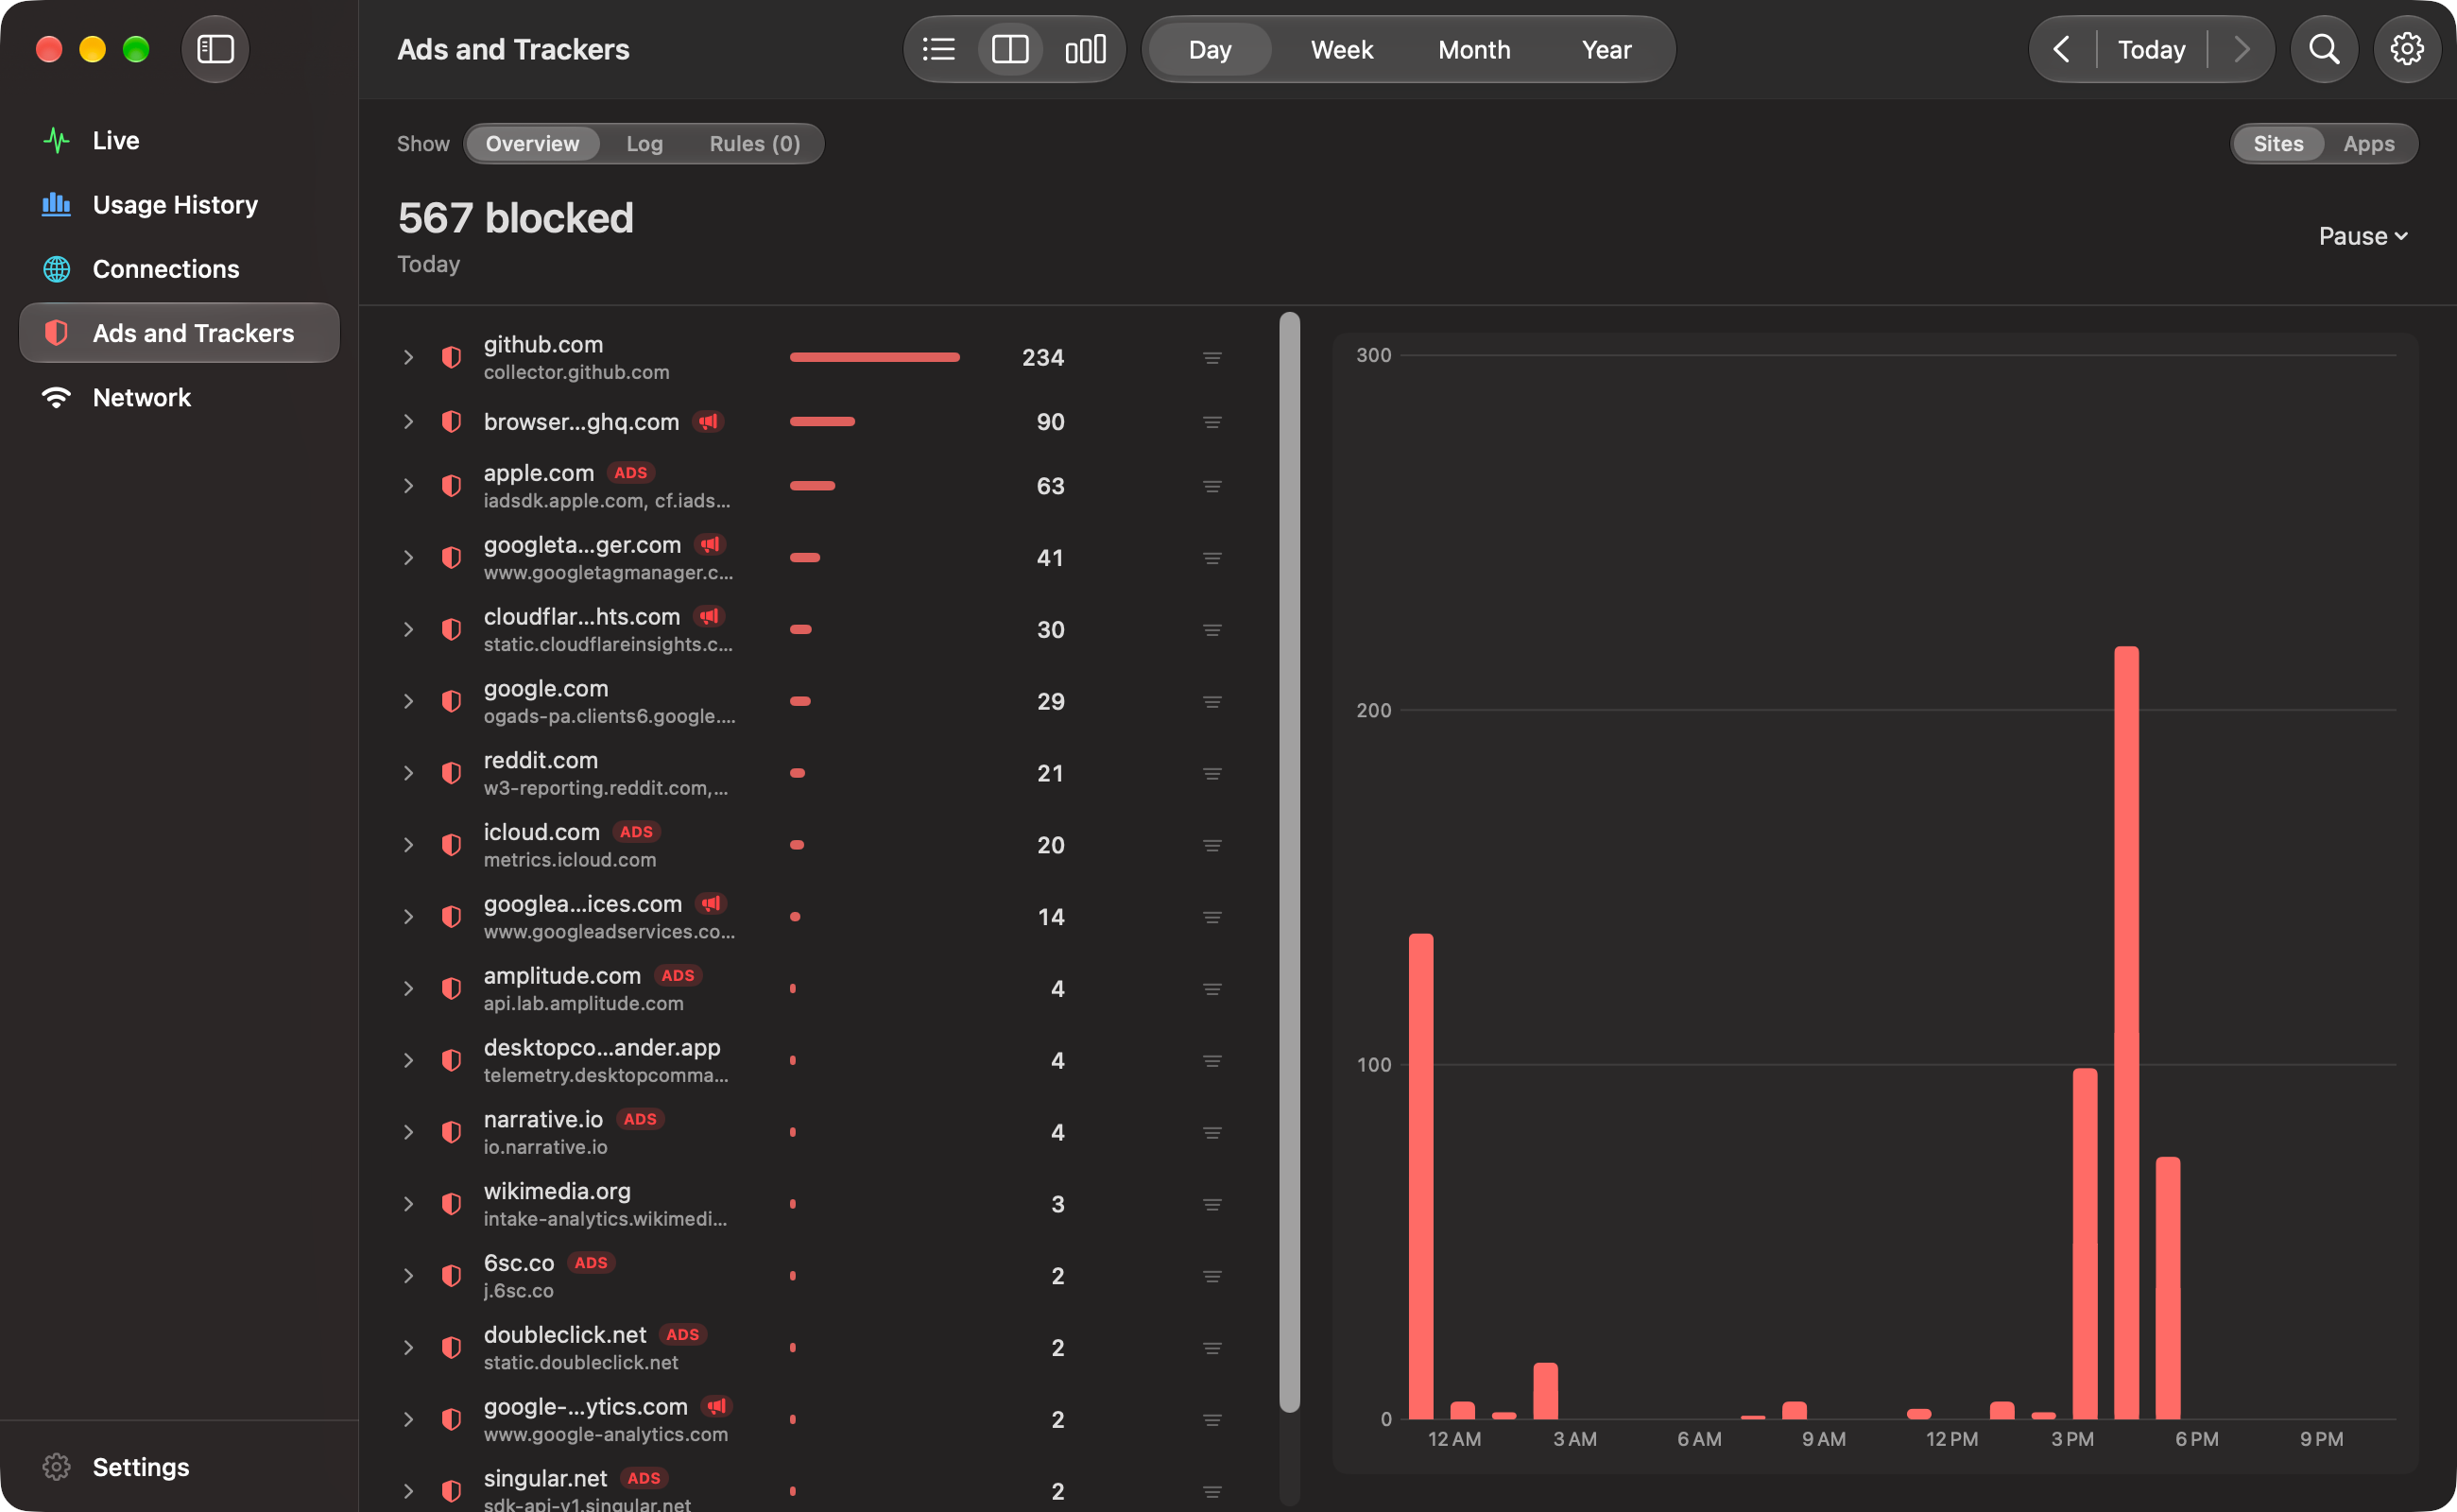 Ads and Trackers
Day Week Month Year
Today
Live
Usage History
Connections
Ads and Trackers
Network
Settings
Show Overview Log Rules (0)
Sites Apps
567 blocked
Today
Pause
github.com 234
collector.github.com
browser...ghq.com 90
apple.com ADS 63
iadsdk.apple.com, cf.iads...
googleta...ger.com 41
www.googletagmanager.c...
cloudflar...hts.com 30
static.cloudflareinsights.c...
google.com 29
ogads-pa.clients6.google....
reddit.com 21
w3-reporting.reddit.com,...
icloud.com ADS 20
metrics.icloud.com
googlea...ices.com 14
www.googleadservices.co...
amplitude.com ADS 4
api.lab.amplitude.com
desktopco...ander.app 4
telemetry.desktopcomma...
narrative.io ADS 4
io.narrative.io
wikimedia.org 3
intake-analytics.wikimedi...
6sc.co ADS 2
j.6sc.co
doubleclick.net ADS 2
static.doubleclick.net
google-...ytics.com 2
www.google-analytics.com
singular.net ADS 2
sdk-api-v1.singular.net
300
200
100
0
12 AM 3 AM 6 AM 9 AM 12 PM 3 PM 6 PM 9 PM